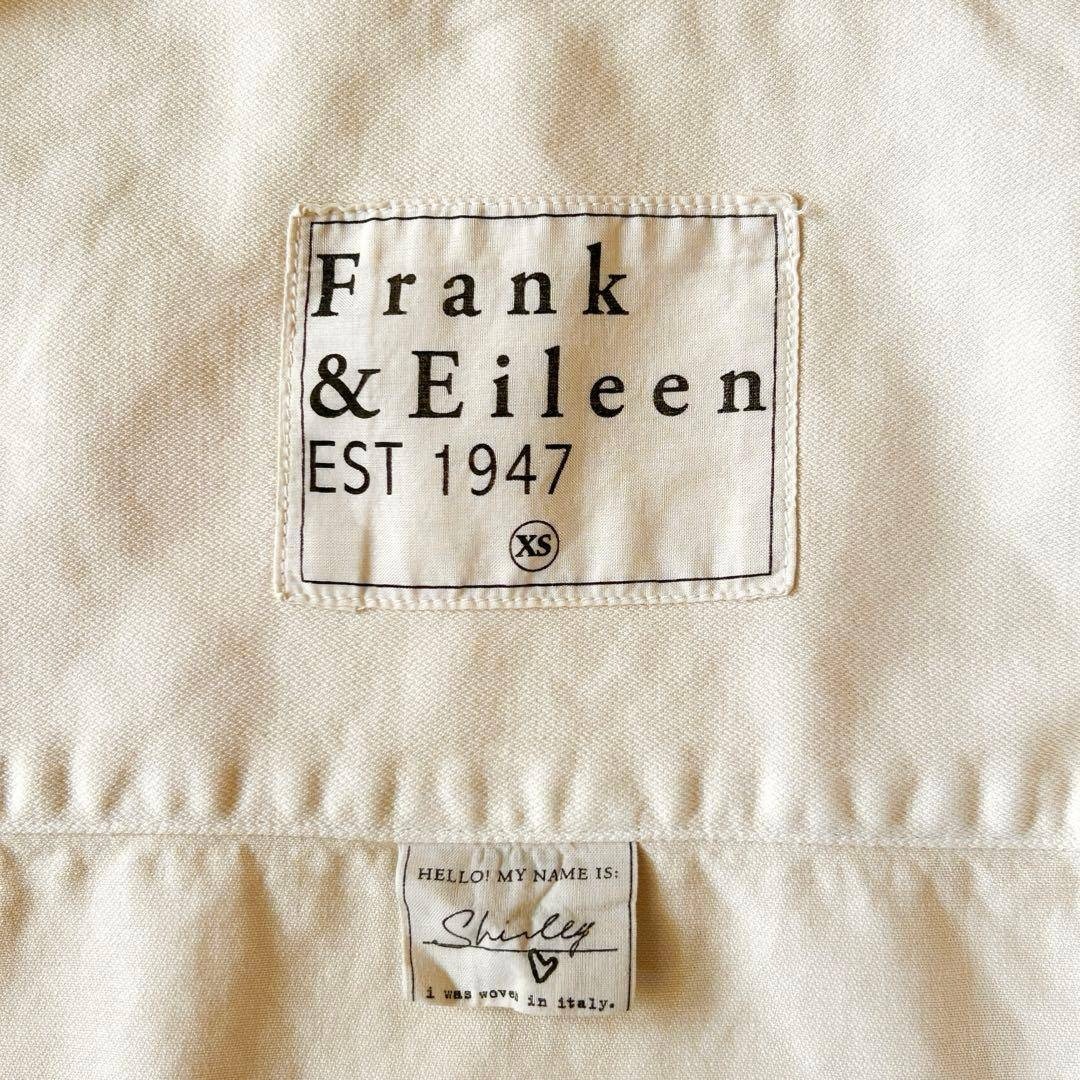 Frank
& Eileen
EST 1947
XS
HELLO! MY NAME IS:
Shirley
i was woven in italy.